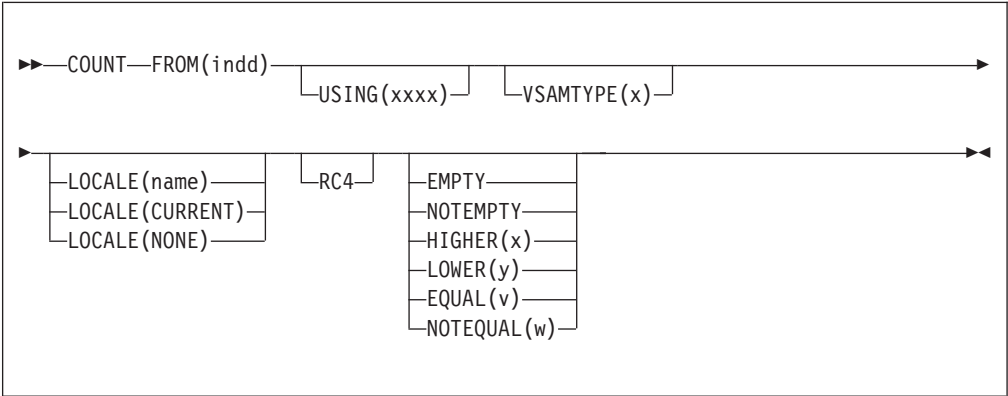 COUNT FROM(indd)
USING(xxxx) VSAMTYPE(x)
LOCALE(name) RC4 EMPTY
LOCALE(CURRENT) NOTEMPTY
LOCALE(NONE) HIGHER(x)
LOWER(y)
EQUAL(v)
NOTEQUAL(w)